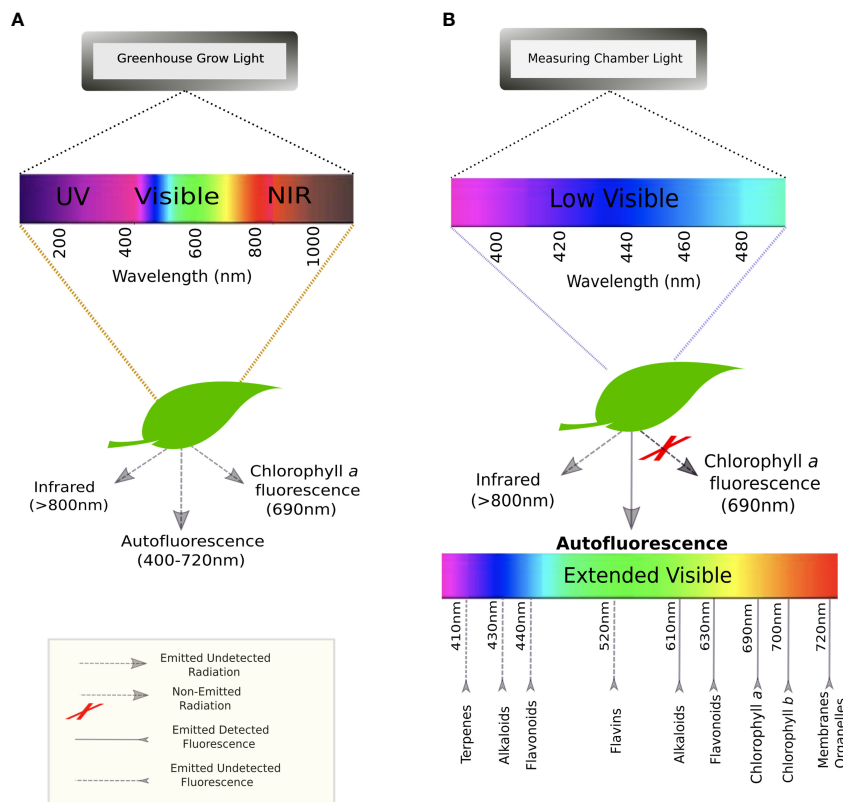 A
Greenhouse Grow Light
UV Visible NIR
200 400 600 800 1000
Wavelength (nm)
Infrared
(>800nm)
Autofluorescence
(400-720nm)
Chlorophyll a
fluorescence
(690nm)
Emitted Undetected
Radiation
Non-Emitted
Radiation
Emitted Detected
Fluorescence
Emitted Undetected
Fluorescence
B
Measuring Chamber Light
Low Visible
400 420 440 460 480
Wavelength (nm)
Infrared
(>800nm)
Chlorophyll a
fluorescence
(690nm)
Autofluorescence
Extended Visible
410nm 430nm 440nm 520nm 610nm 630nm 690nm 700nm 720nm
Terpenes
Alkaloids
Flavonoids
Flavins
Alkaloids
Flavonoids
Chlorophyll a
Chlorophyll b
Membranes
Organelles